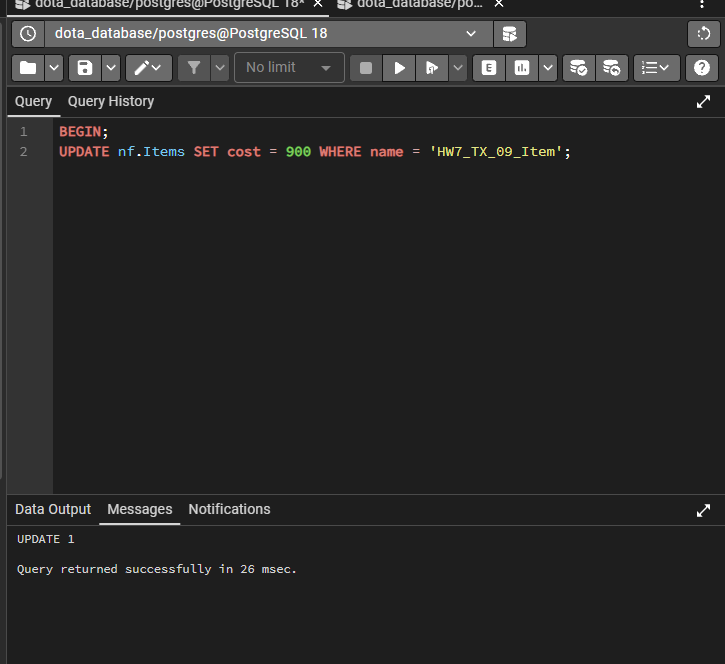 dota_database/postgres@PostgreSQL 18*
dota_database/po...
dota_database/postgres@PostgreSQL 18
No limit
E
Query
Query History
1 BEGIN;
2 UPDATE nf.Items SET cost = 900 WHERE name = 'HW7_TX_09_Item';
Data Output
Messages
Notifications
UPDATE 1
Query returned successfully in 26 msec.